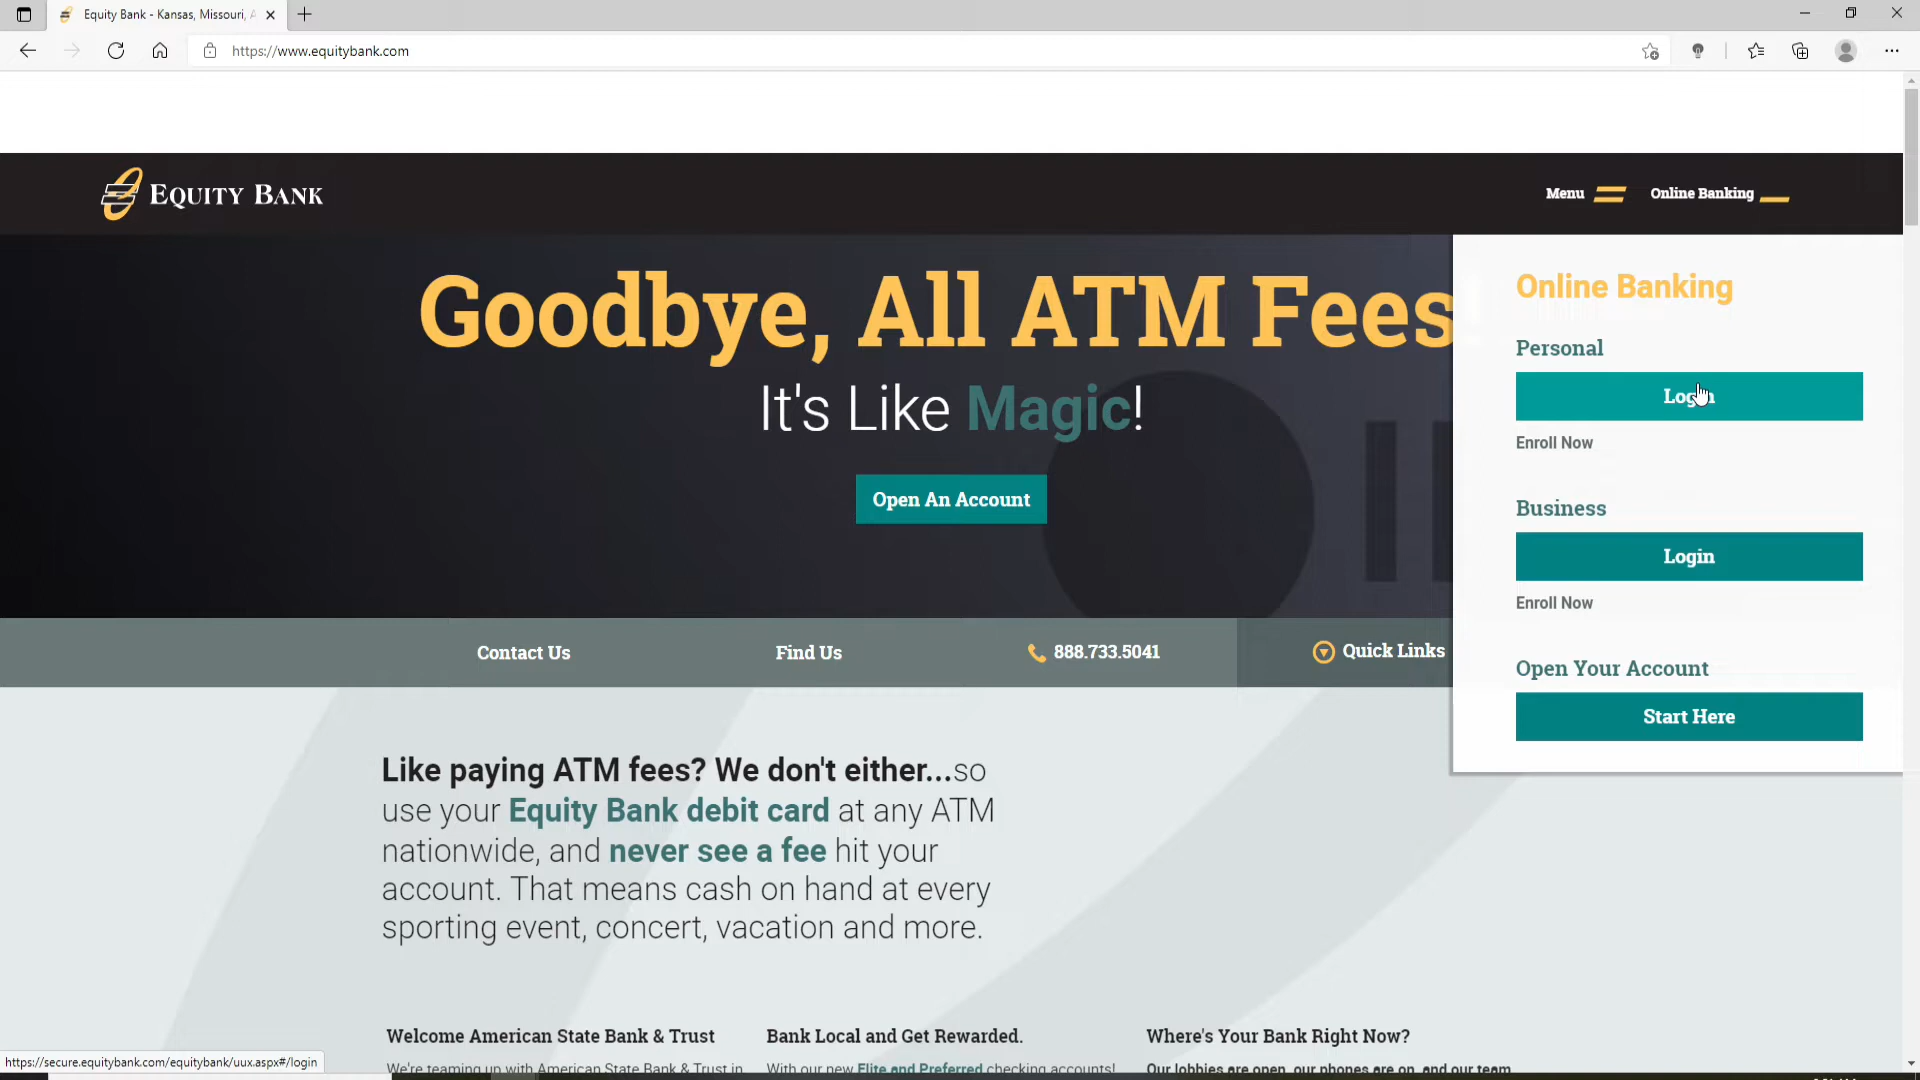 Equity Bank - Kansas, Missouri, A
https://www.equitybank.com
EQUITY BANK
Menu
Online Banking
Goodbye, All ATM Fees
It's Like Magic!
Open An Account
Online Banking
Personal
Login
Enroll Now
Business
Login
Enroll Now
Open Your Account
Start Here
Contact Us
Find Us
888.733.5041
Quick Links
Like paying ATM fees? We don't either...so
use your Equity Bank debit card at any ATM
nationwide, and never see a fee hit your
account. That means cash on hand at every
sporting event, concert, vacation and more.
Welcome American State Bank & Trust
We're teaming up with American State Bank & Trust in
Bank Local and Get Rewarded.
With our new Elite and Preferred checking accounts!
Where's Your Bank Right Now?
Our lobbies are open, our phones are on, and our team
https://secure.equitybank.com/equitybank/uux.aspx#/login